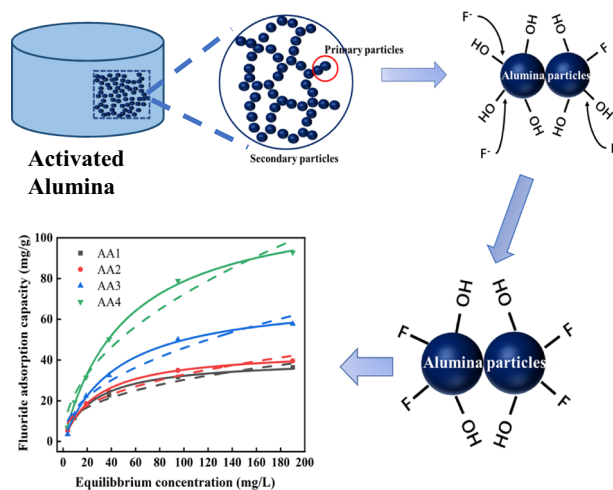 Activated
Alumina
Primary particles
Secondary particles
F-
HO
OH
OH
HO
Alumina particles
HO
OH
HO
OH
F-
F-
OH
HO
F
F
Alumina particles
F
F
OH
HO
Fluoride adsorption capacity (mg/g)
100
80
60
40
20
0
AA1
AA2
AA3
AA4
0 20 40 60 80 100 120 140 160 180 200
Equilibbrium concentration (mg/L)